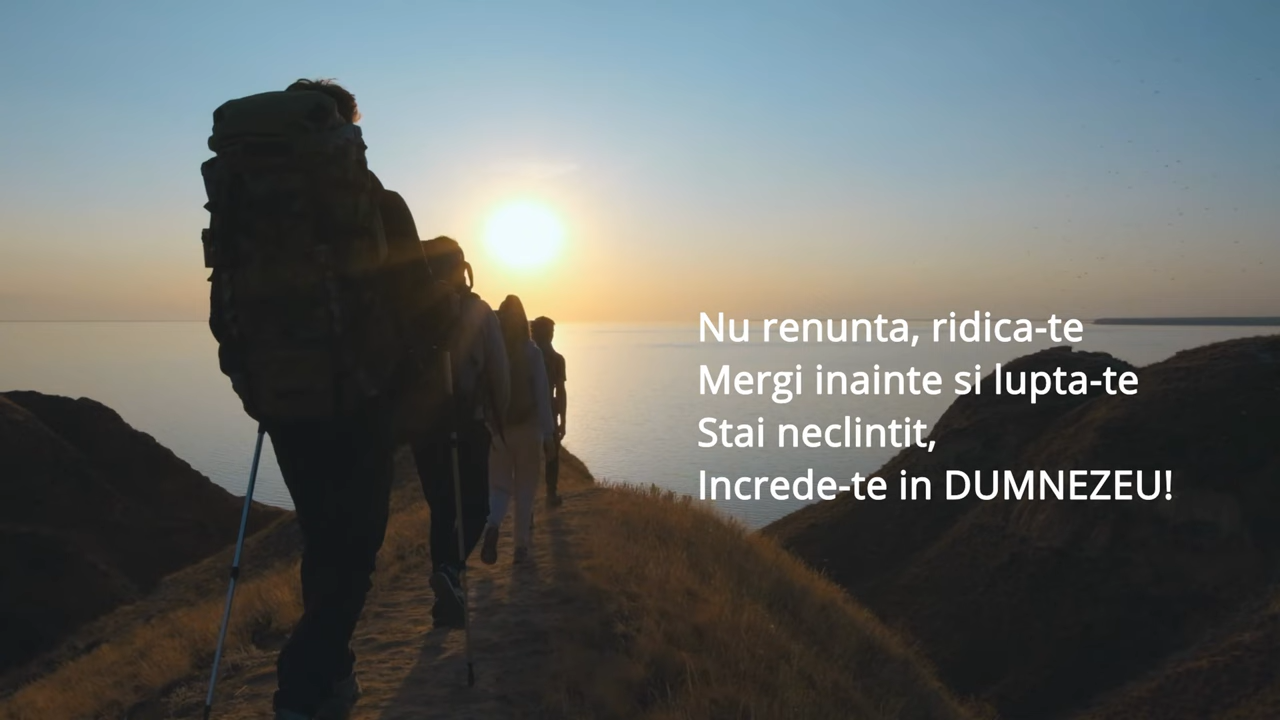 Nu renunta, ridica-te
Mergi inainte si lupta-te
Stai neclintit,
Increde-te in DUMNEZEU!